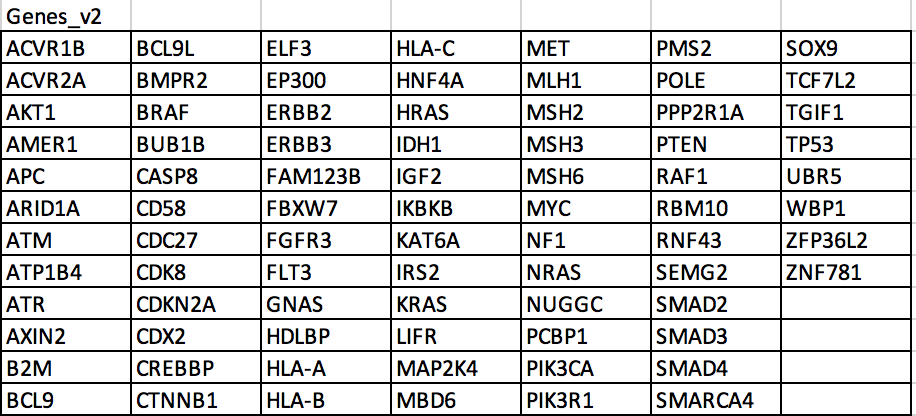 Genes_v2
ACVR1B BCL9L ELF3 HLA-C MET PMS2 SOX9
ACVR2A BMPR2 EP300 HNF4A MLH1 POLE TCF7L2
AKT1 BRAF ERBB2 HRAS MSH2 PPP2R1A TGIF1
AMER1 BUB1B ERBB3 IDH1 MSH3 PTEN TP53
APC CASP8 FAM123B IGF2 MSH6 RAF1 UBR5
ARID1A CD58 FBXW7 IKBKB MYC RBM10 WBP1
ATM CDC27 FGFR3 KAT6A NF1 RNF43 ZFP36L2
ATP1B4 CDK8 FLT3 IRS2 NRAS SEMG2 ZNF781
ATR CDKN2A GNAS KRAS NUGGC SMAD2
AXIN2 CDX2 HDLBP LIFR PCBP1 SMAD3
B2M CREBBP HLA-A MAP2K4 PIK3CA SMAD4
BCL9 CTNNB1 HLA-B MBD6 PIK3R1 SMARCA4